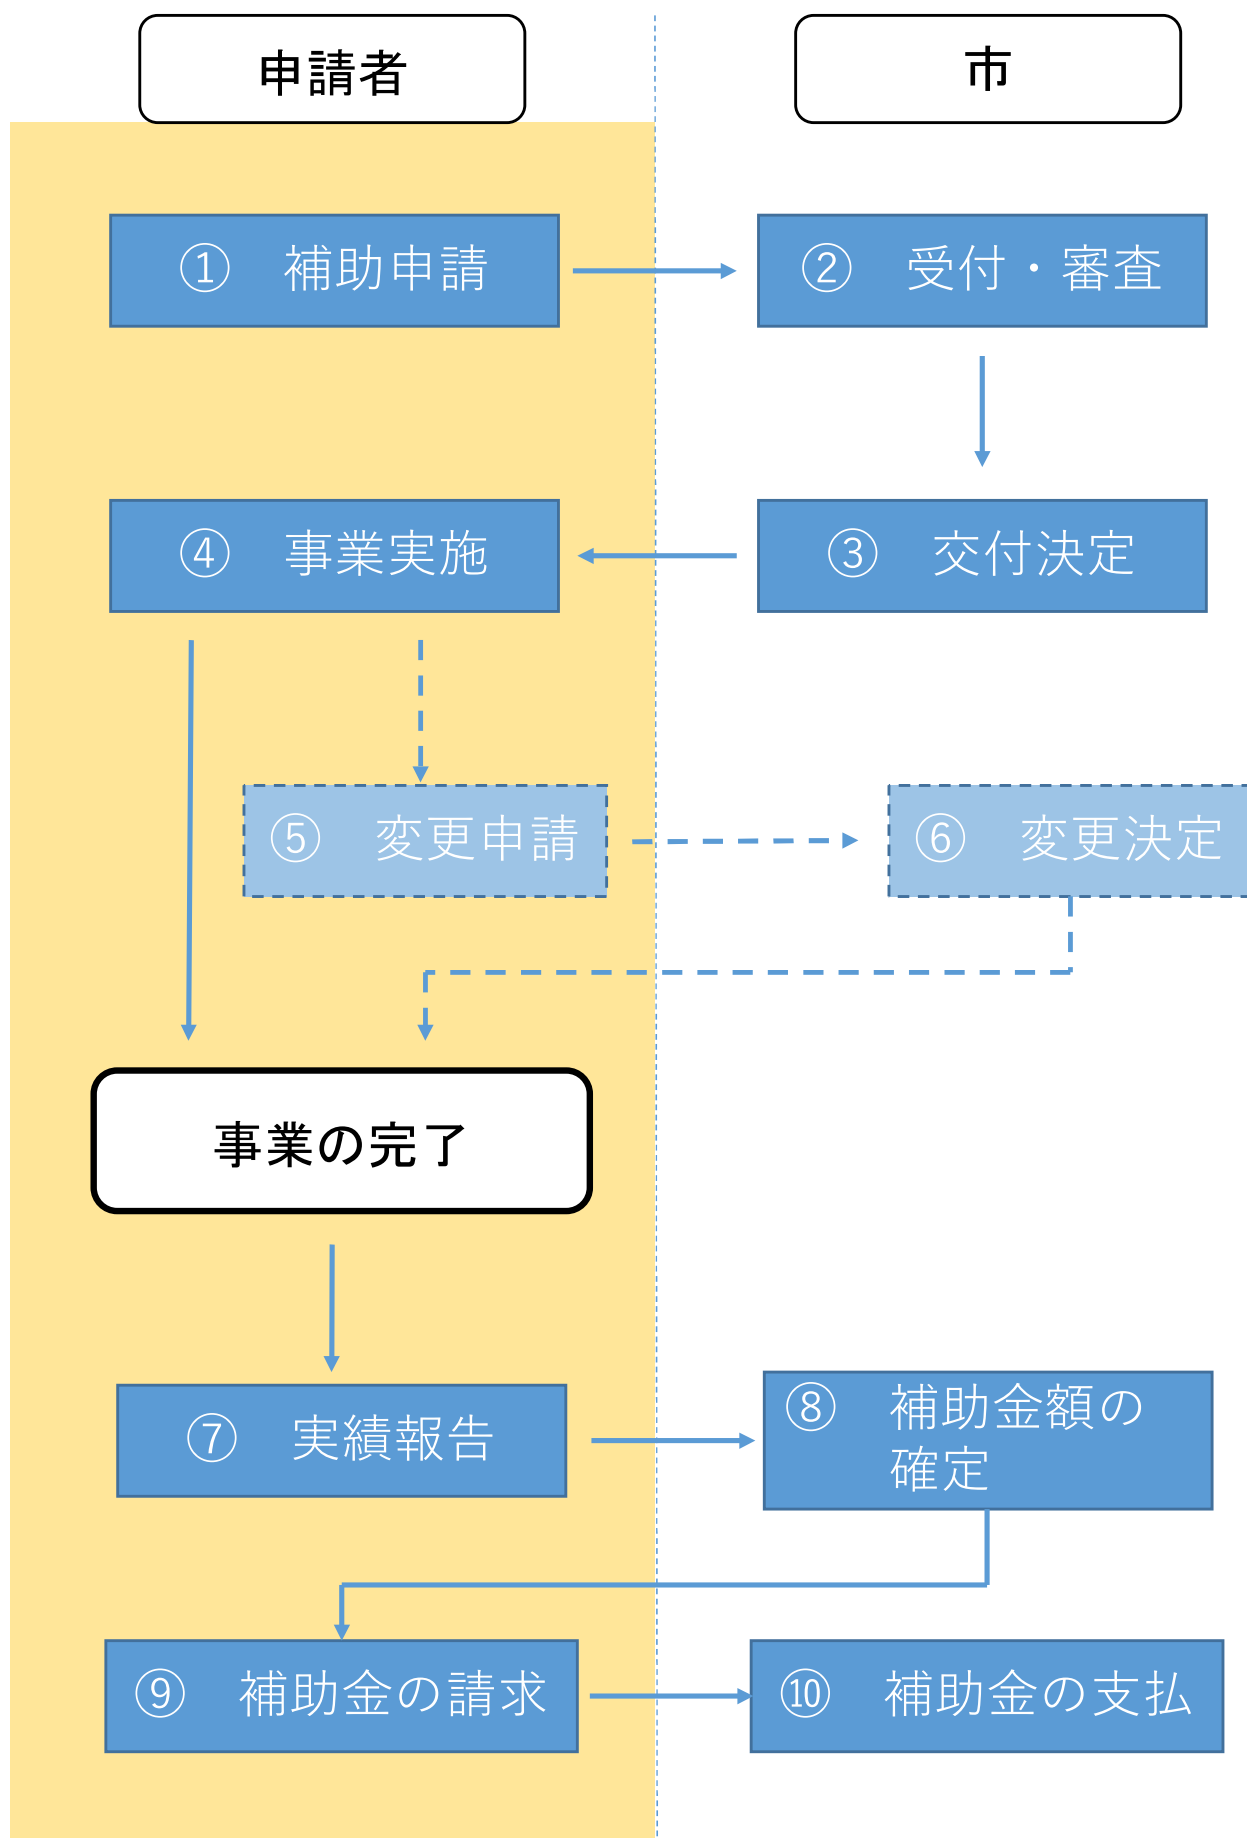 申請者
市
①　補助申請
②　受付・審査
④　事業実施
③　交付決定
⑤　変更申請
⑥　変更決定
事業の完了
⑦　実績報告
⑧　補助金額の
確定
⑨　補助金の請求
⑩　補助金の支払